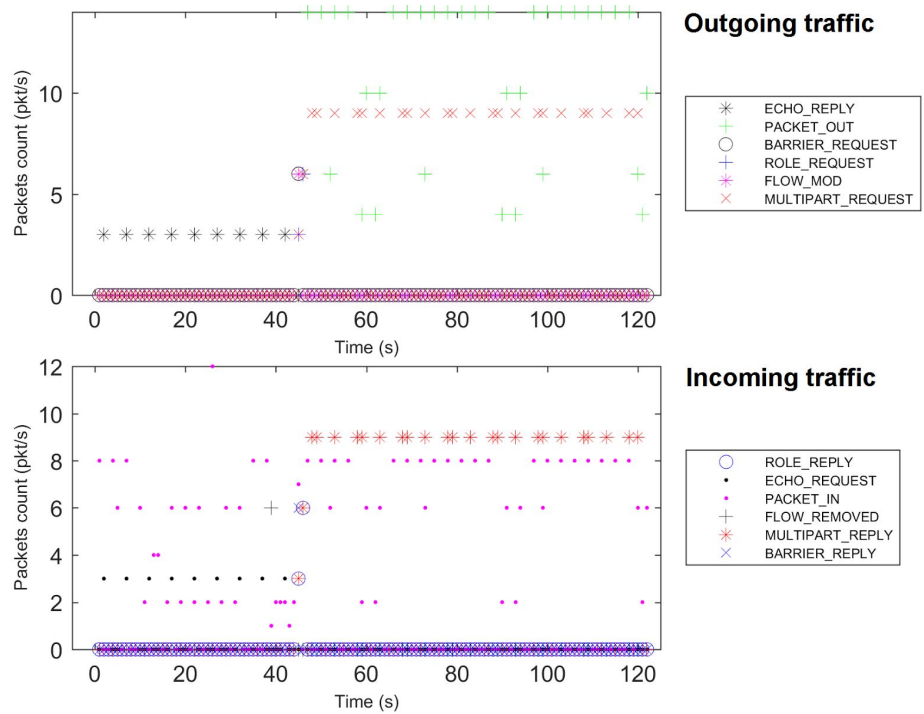 Outgoing traffic
Packets count (pkt/s)
10
5
0
0
20
40
60
80
100
120
Time (s)
ECHO_REPLY
PACKET_OUT
BARRIER_REQUEST
ROLE_REQUEST
FLOW_MOD
MULTIPART_REQUEST
Incoming traffic
Packets count (pkt/s)
12
10
8
6
4
2
0
0
20
40
60
80
100
120
Time (s)
ROLE_REPLY
ECHO_REQUEST
PACKET_IN
FLOW_REMOVED
MULTIPART_REPLY
BARRIER_REPLY